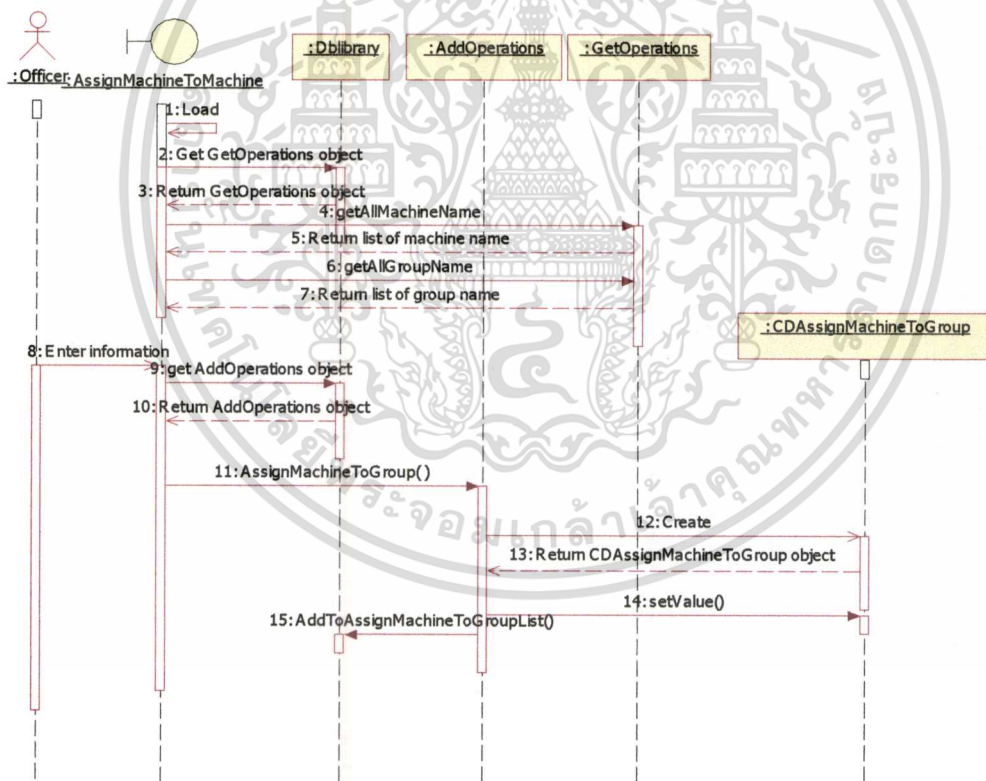 :Dblibrary
:AddOperations
:GetOperations
:Officer
:AssignMachineToMachine
1:Load
2: Get GetOperations object
3: Return GetOperations object
4:getAllMachineName
5:Return list of machine name
6:getAllGroupName
7:Return list of group name
:CDAssignMachineToGroup
8:Enter information
9:get AddOperations object
10:Return AddOperations object
11:AssignMachineToGroup()
12:Create
13:Return CDAssignMachineToGroup object
14:setValue()
15:AddToAssignMachineToGroupList()